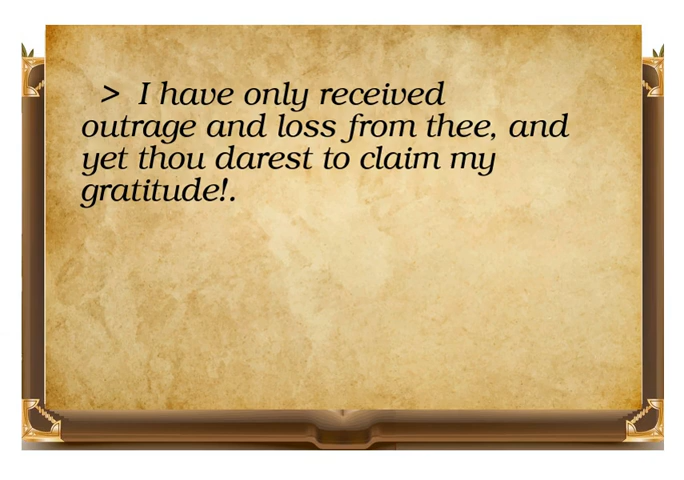 > I have only received
outrage and loss from thee, and
yet thou darest to claim my
gratitude!.